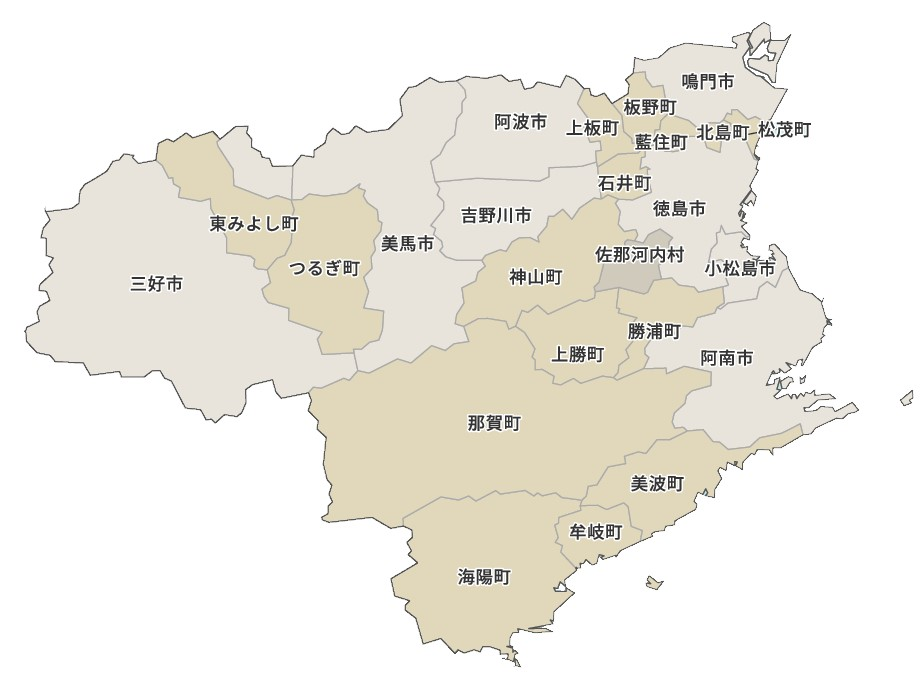 鳴門市
板野町
阿波市
上板町
北島町
松茂町
藍住町
石井町
徳島市
吉野川市
東みよし町
美馬市
佐那河内村
つるぎ町
小松島市
神山町
三好市
勝浦町
上勝町
阿南市
那賀町
美波町
牟岐町
海陽町